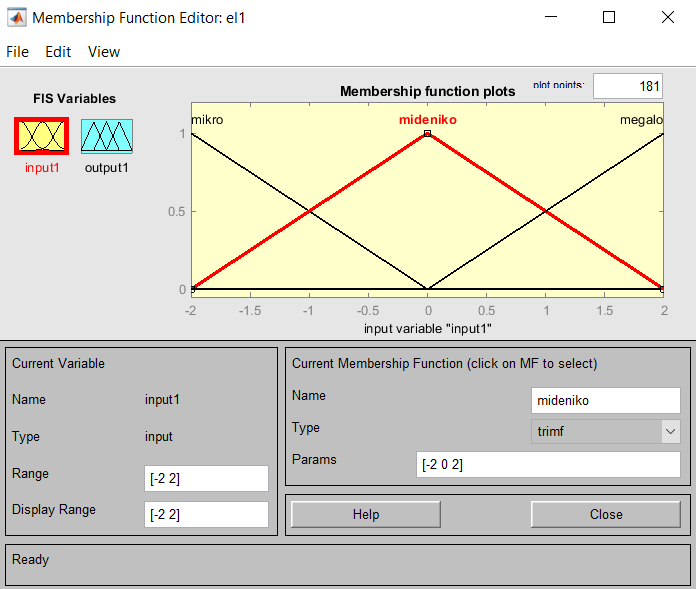 Membership Function Editor: el1
File Edit View
FIS Variables
input1
output1
Membership function plots
plot points:
181
mikro
mideniko
megalo
1
0.5
0
-2 -1.5 -1 -0.5 0 0.5 1 1.5 2
input variable "input1"
Current Variable
Name input1
Type input
Range [-2 2]
Display Range [-2 2]
Current Membership Function (click on MF to select)
Name mideniko
Type trimf
Params [-2 0 2]
Help
Close
Ready